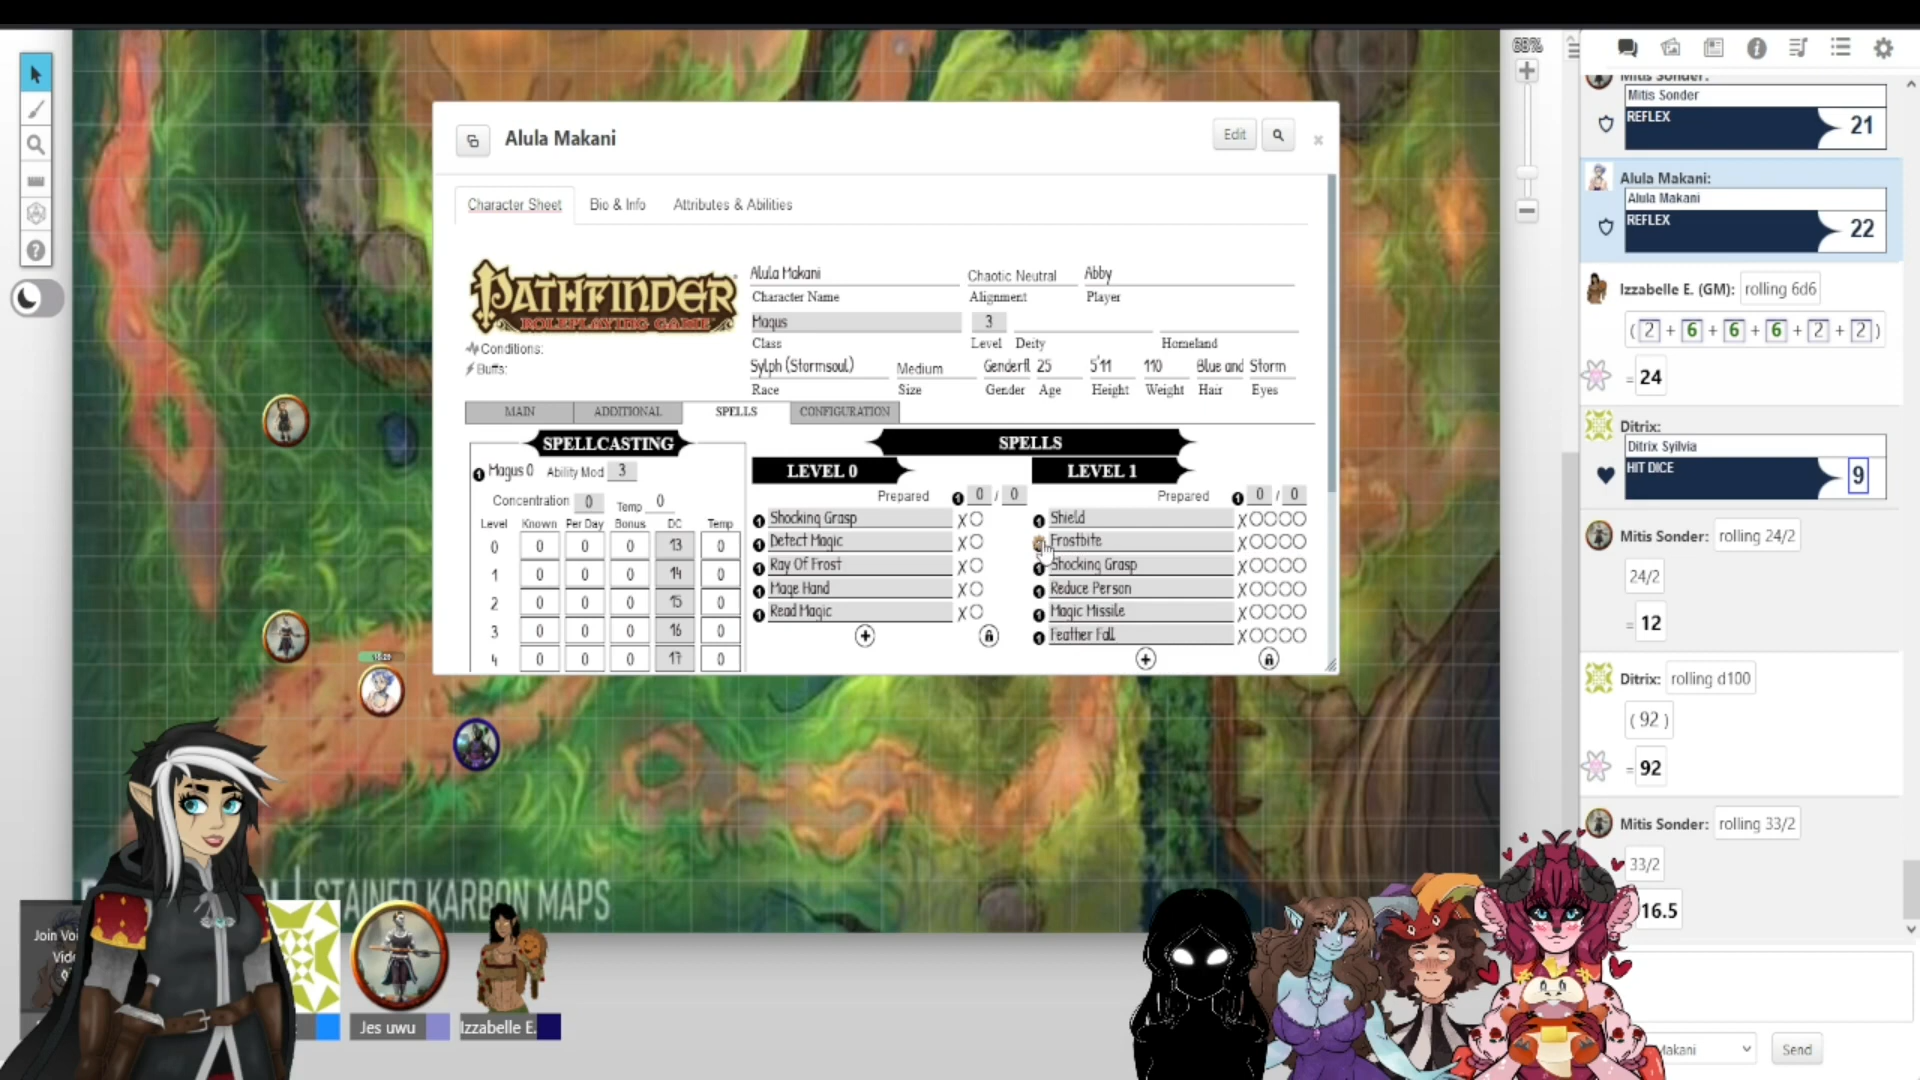 68%
Alula Makani
Edit
Character Sheet
Bio & Info
Attributes & Abilities
PATHFINDER
ROLEPLAYING GAME
Conditions:
Buffs:
Alula Makani Chaotic Neutral Abby
Character Name Alignment Player
Magus 3
Class Level Deity Homeland
Sylph (Stormsoul) Medium Genderfl 25 5'11 110 Blue and Storm
Race Size Gender Age Height Weight Hair Eyes
MAIN ADDITIONAL SPELLS CONFIGURATION
SPELLCASTING
Magus 0 Ability Mod 3
Concentration 0 Temp 0
Level Known Per Day Bonus DC Temp
0 0 0 0 13 0
1 0 0 0 14 0
2 0 0 0 15 0
3 0 0 0 16 0
4 0 0 0 17 0
SPELLS
LEVEL 0
Prepared 0 / 0
Shocking Grasp X
Detect Magic X
Ray Of Frost X
Mage Hand X
Read Magic X
LEVEL 1
Prepared 0 / 0
Shield X
Frostbite X
Shocking Grasp X
Reduce Person X
Magic Missile X
Feather Fall X
Mitis Sonder:
Mitis Sonder
REFLEX 21
Alula Makani:
Alula Makani
REFLEX 22
Izzabelle E. (GM): rolling 6d6
(2 + 6 + 6 + 6 + 2 + 2)
= 24
Ditrix:
Ditrix Syilvia
HIT DICE 9
Mitis Sonder: rolling 24/2
24/2
= 12
Ditrix: rolling d100
(92)
= 92
Mitis Sonder: rolling 33/2
33/2
16.5
Makani
Send
STAINED KARBON MAPS
Join
Jes uwu
Izzabelle E.